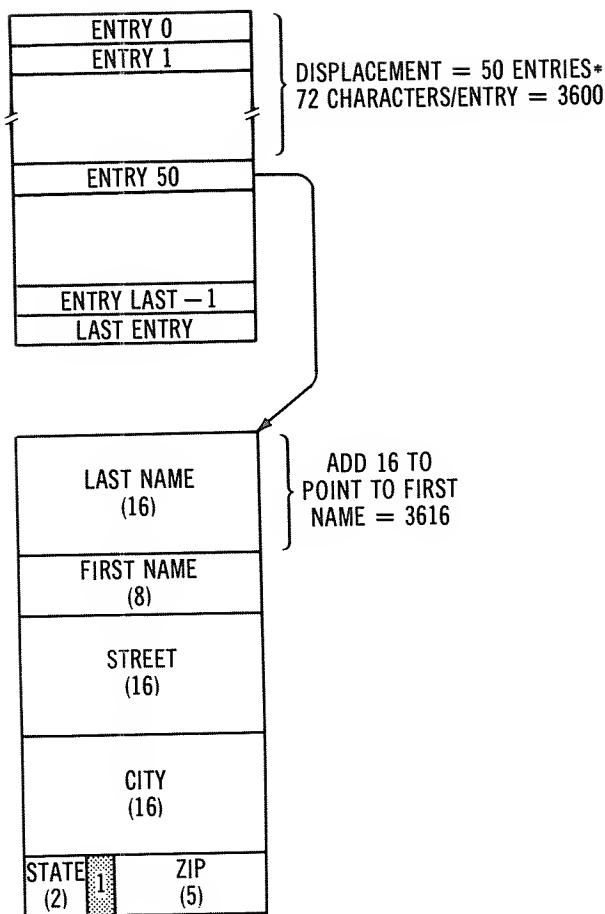 ENTRY 0
ENTRY 1
DISPLACEMENT = 50 ENTRIES*
72 CHARACTERS/ENTRY = 3600
ENTRY 50
ENTRY LAST – 1
LAST ENTRY
LAST NAME
(16)
ADD 16 TO
POINT TO FIRST
NAME = 3616
FIRST NAME
(8)
STREET
(16)
CITY
(16)
STATE
(2)
1
ZIP
(5)